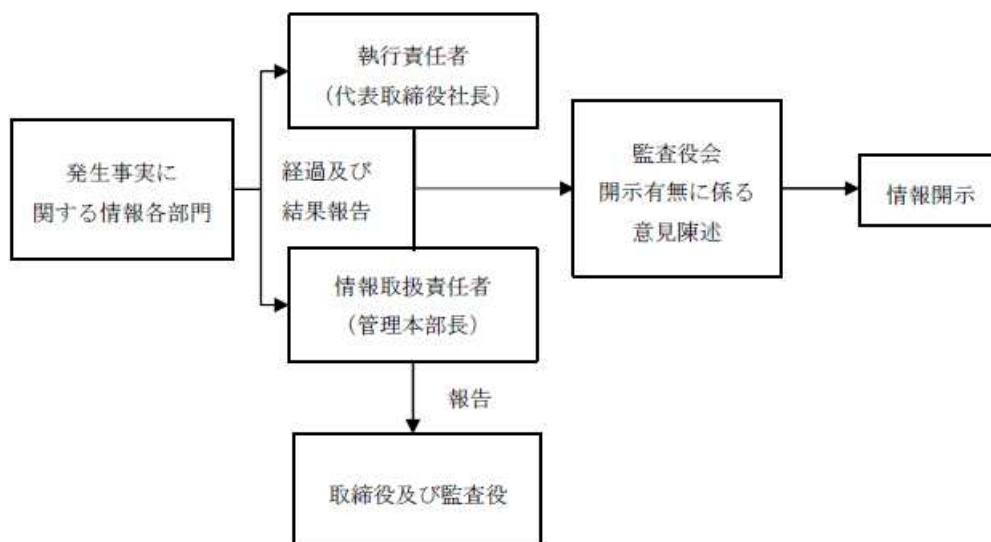 執行責任者
（代表取締役社長）
発生事実に
関する情報各部門
経過及び
結果報告
監査役会
開示有無に係る
意見陳述
情報開示
情報取扱責任者
（管理本部長）
報告
取締役及び監査役